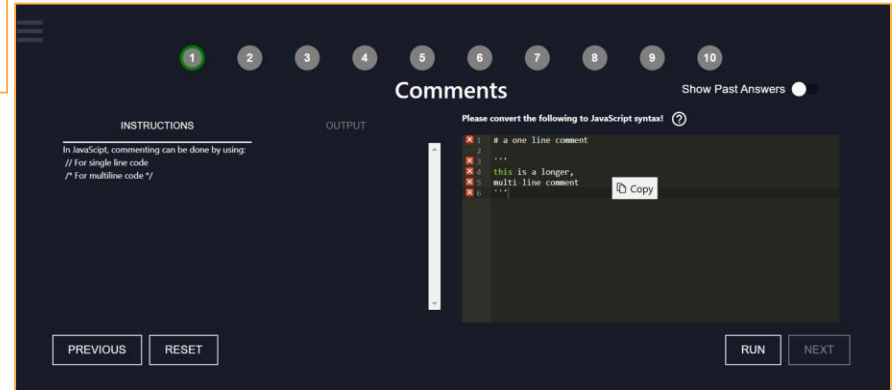 1 2 3 4 5 6 7 8 9 10
Comments
Show Past Answers
INSTRUCTIONS
OUTPUT
In JavaScipt, commenting can be done by using:
// For single line code
/* For multiline code */
Please convert the following to JavaScript syntax! ?
1 # a one line comment
2
3 '''
4 this is a longer,
5 multi-line comment
6 '''
Copy
PREVIOUS
RESET
RUN
NEXT